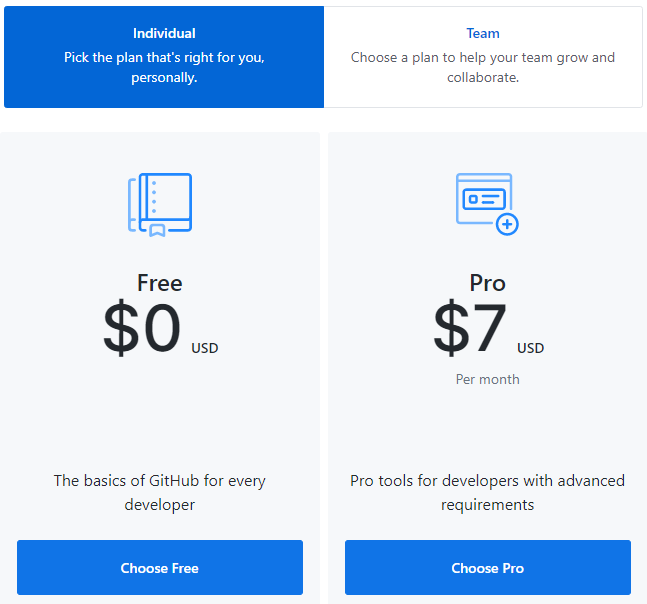 Individual
Pick the plan that's right for you,
personally.
Team
Choose a plan to help your team grow and
collaborate.
Free
$0 USD
The basics of GitHub for every
developer
Choose Free
Pro
$7 USD
Per month
Pro tools for developers with advanced
requirements
Choose Pro